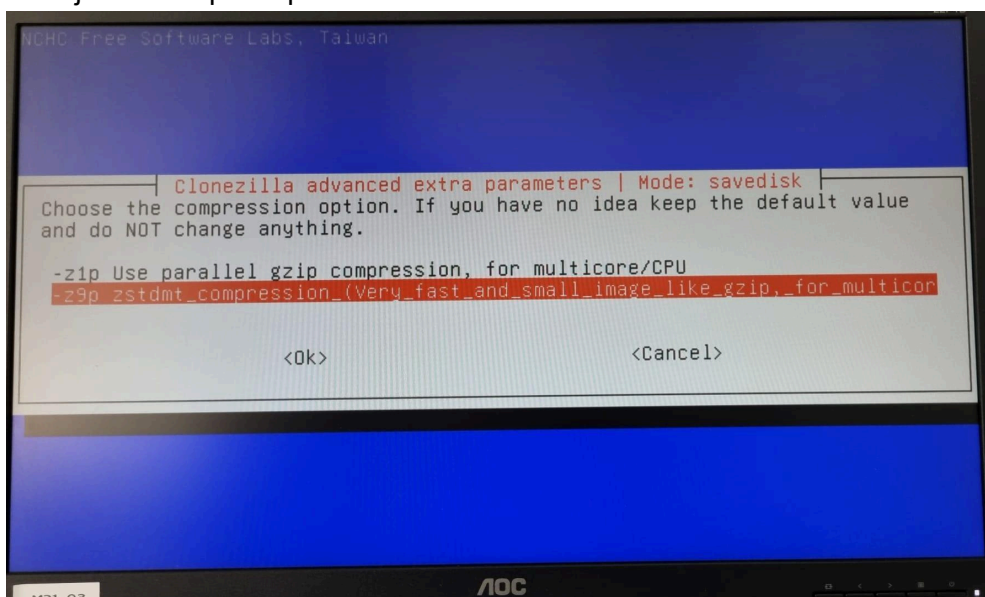 NCHC Free Software Labs, Taiwan
Clonezilla advanced extra parameters | Mode: savedisk
Choose the compression option. If you have no idea keep the default value
and do NOT change anything.
-z1p Use parallel gzip compression, for multicore/CPU
-z9p zstdmt_compression_(Very_fast_and_small_image_like_gzip,_for_multicor
<Ok> <Cancel>
AOC